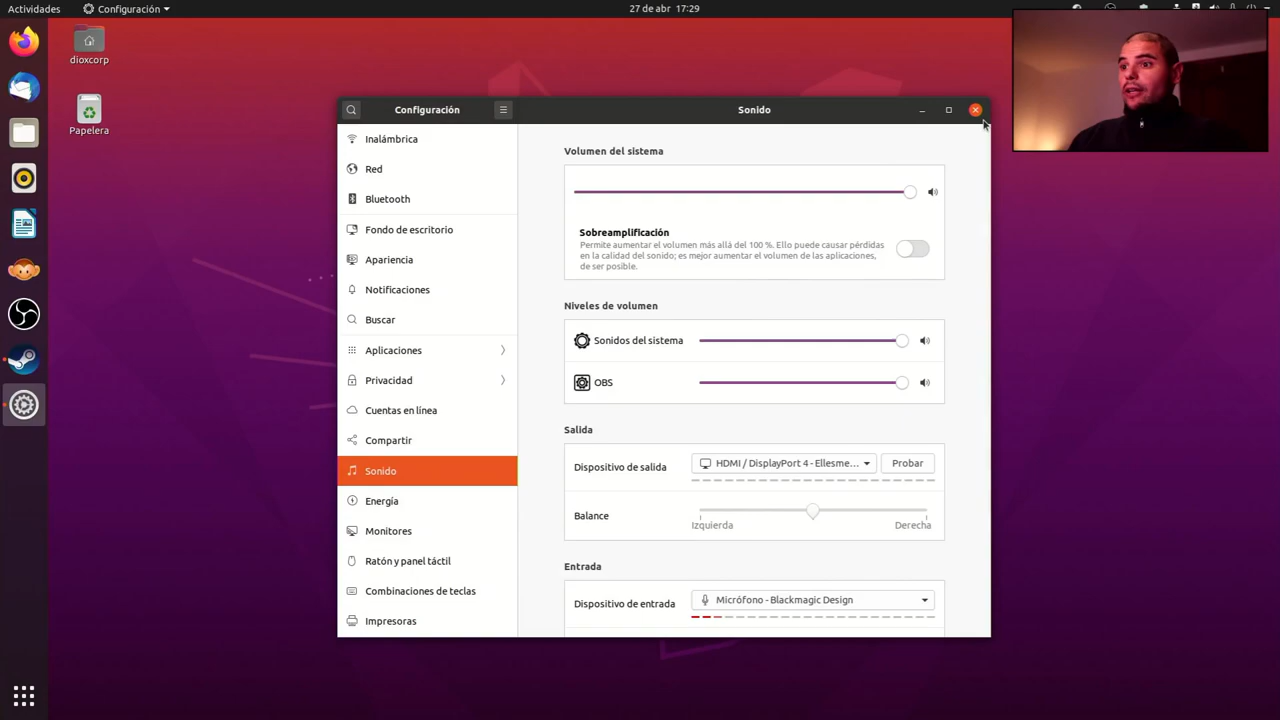 Actividades
Configuración
27 de abr 17:29
dioxcorp
Papelera
Configuración
Sonido
Inalámbrica
Red
Bluetooth
Fondo de escritorio
Apariencia
Notificaciones
Buscar
Aplicaciones
Privacidad
Cuentas en línea
Compartir
Sonido
Energía
Monitores
Ratón y panel táctil
Combinaciones de teclas
Impresoras
Volumen del sistema
Sobreamplificación
Permite aumentar el volumen más allá del 100 %. Ello puede causar pérdidas
en la calidad del sonido; es mejor aumentar el volumen de las aplicaciones,
de ser posible.
Niveles de volumen
Sonidos del sistema
OBS
Salida
Dispositivo de salida
HDMI / DisplayPort 4 - Ellesme...
Probar
Balance
Izquierda
Derecha
Entrada
Dispositivo de entrada
Micrófono - Blackmagic Design